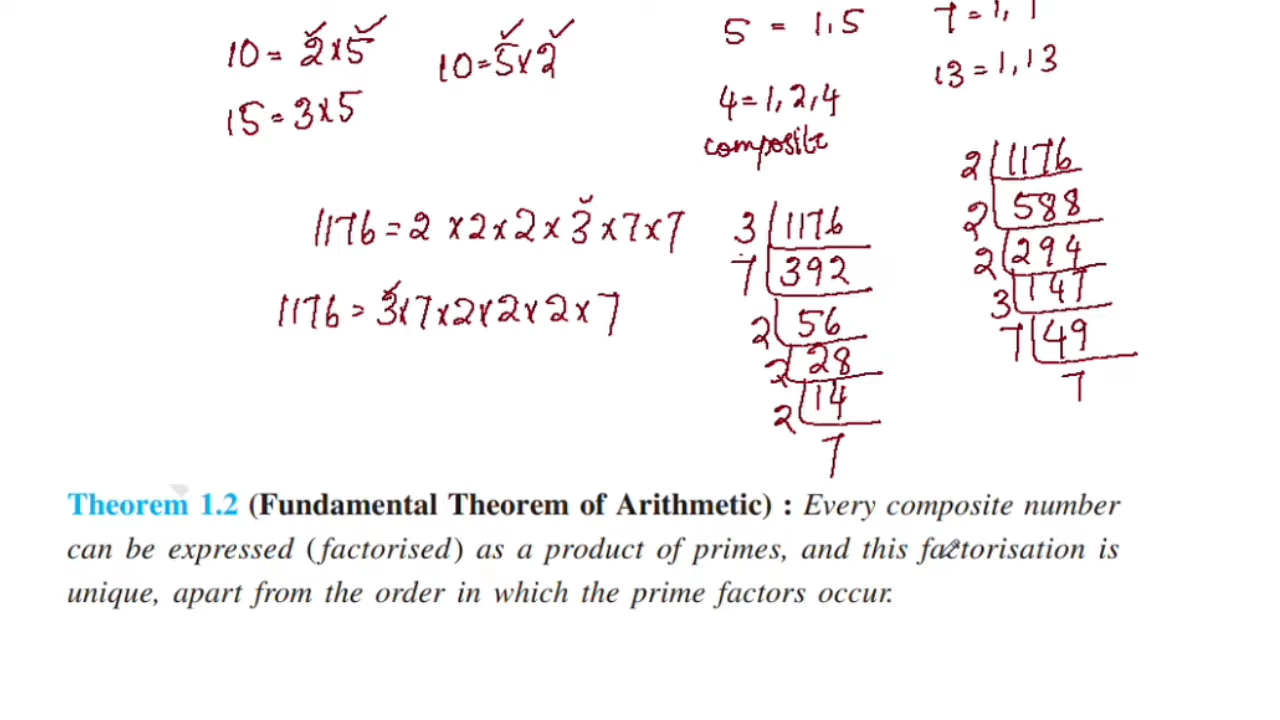 10 = 2 x 5
10 = 5 x 2
15 = 3 x 5
5 = 1, 5
13 = 1, 13
4 = 1, 2, 4
composite
1176 = 2 x 2 x 2 x 3 x 7 x 7
1176 = 3 x 7 x 2 x 2 x 2 x 7
3 | 1176
7 | 392
2 | 56
2 | 28
2 | 14
7
2 | 1176
2 | 588
2 | 294
3 | 147
7 | 49
7
Theorem 1.2 (Fundamental Theorem of Arithmetic) : Every composite number
can be expressed (factorised) as a product of primes, and this factorisation is
unique, apart from the order in which the prime factors occur.